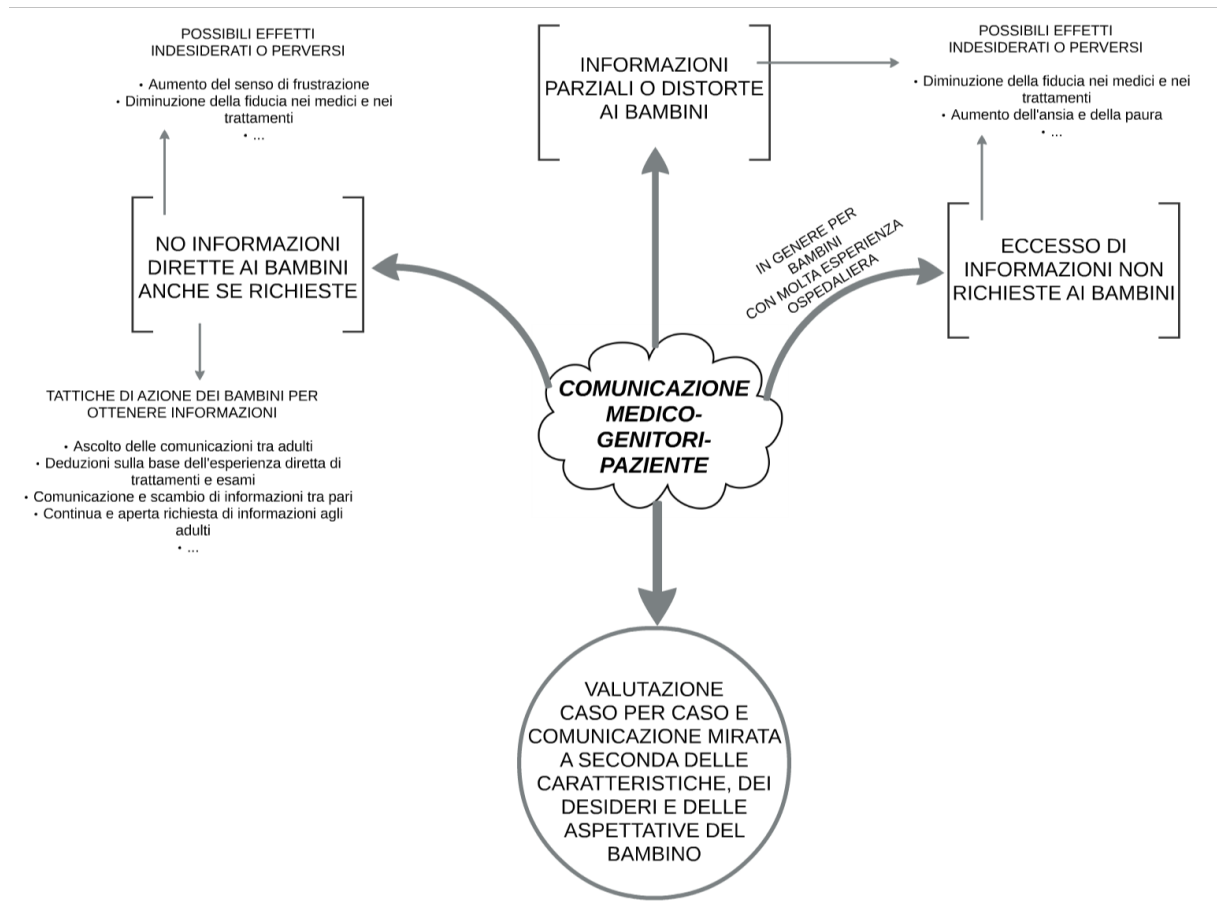 POSSIBILI EFFETTI
INDESIDERATI O PERVERSI
• Aumento del senso di frustrazione
• Diminuzione della fiducia nei medici e nei
trattamenti
• ...
INFORMAZIONI
PARZIALI O DISTORTE
AI BAMBINI
POSSIBILI EFFETTI
INDESIDERATI O PERVERSI
• Diminuzione della fiducia nei medici e nei
trattamenti
• Aumento dell'ansia e della paura
• ...
NO INFORMAZIONI
DIRETTE AI BAMBINI
ANCHE SE RICHIESTE
IN GENERE PER
BAMBINI
CON MOLTA ESPERIENZA
OSPEDALIERA
ECCESSO DI
INFORMAZIONI NON
RICHIESTE AI BAMBINI
TATTICHE DI AZIONE DEI BAMBINI PER
OTTENERE INFORMAZIONI
• Ascolto delle comunicazioni tra adulti
• Deduzioni sulla base dell'esperienza diretta di
trattamenti e esami
• Comunicazione e scambio di informazioni tra pari
• Continua e aperta richiesta di informazioni agli
adulti
• ...
COMUNICAZIONE
MEDICO-
GENITORI-
PAZIENTE
VALUTAZIONE
CASO PER CASO E
COMUNICAZIONE MIRATA
A SECONDA DELLE
CARATTERISTICHE, DEI
DESIDERI E DELLE
ASPETTATIVE DEL
BAMBINO